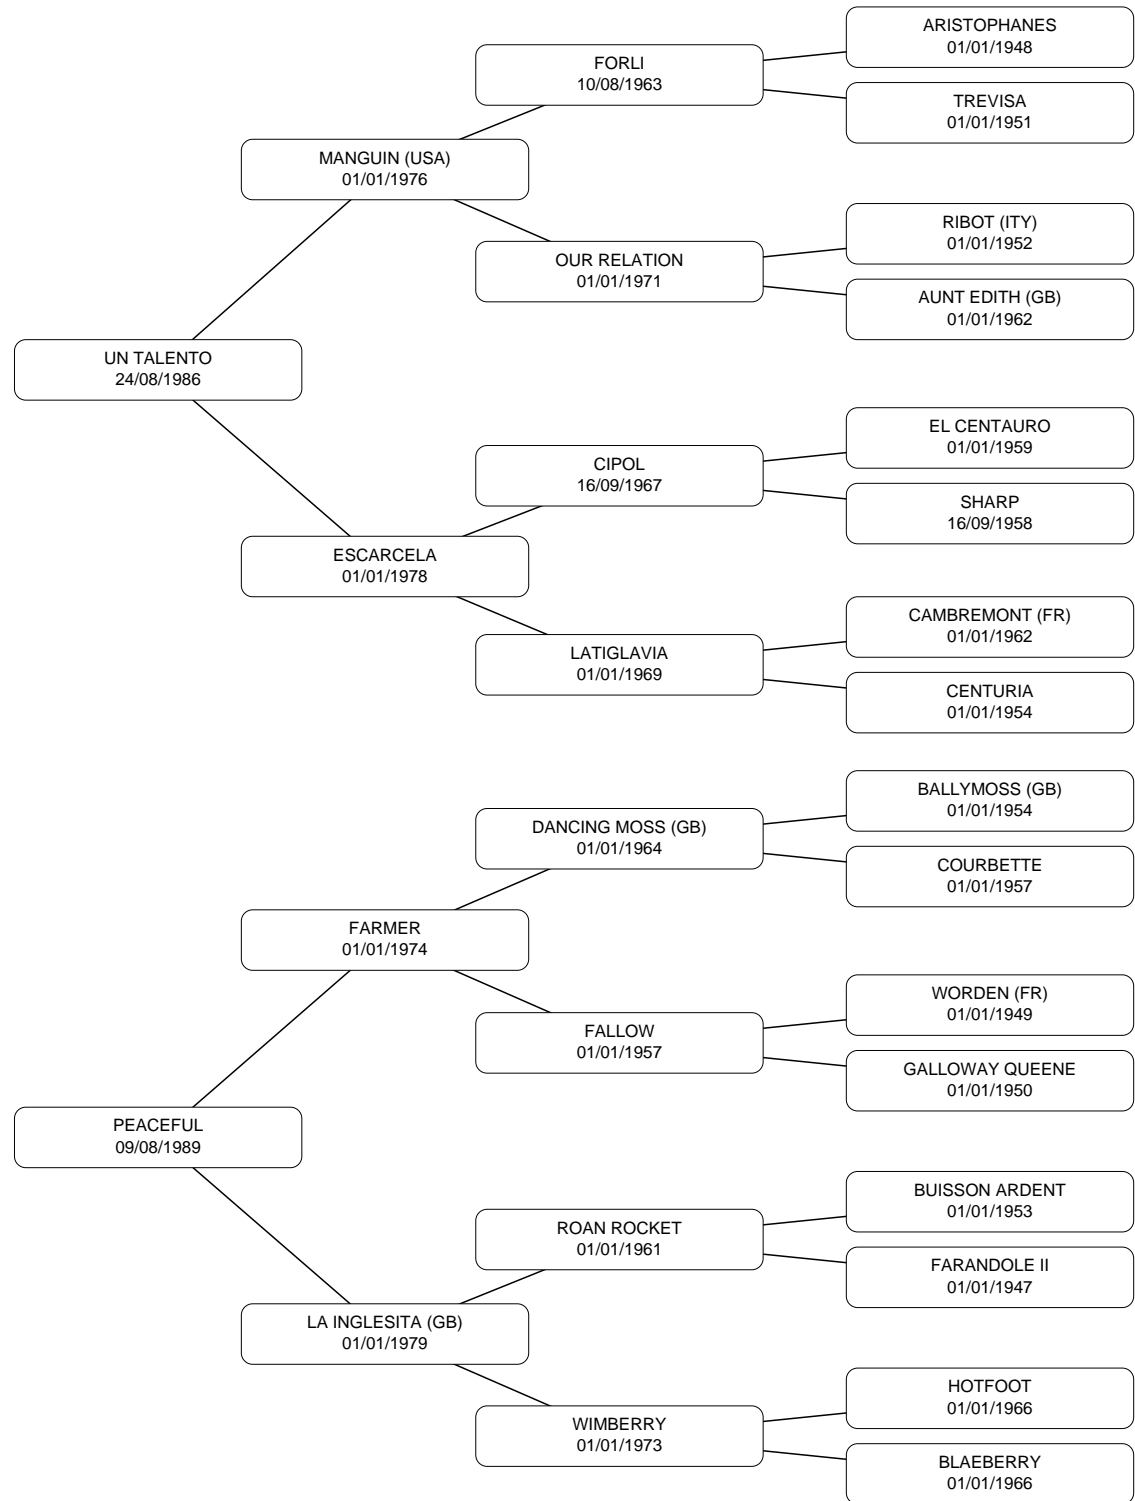 ARISTOPHANES
01/01/1948
FORLI
10/08/1963
TREVISA
01/01/1951
MANGUIN (USA)
01/01/1976
RIBOT (ITY)
01/01/1952
OUR RELATION
01/01/1971
AUNT EDITH (GB)
01/01/1962
UN TALENTO
24/08/1986
EL CENTAURO
01/01/1959
CIPOL
16/09/1967
SHARP
16/09/1958
ESCARCELA
01/01/1978
CAMBREMONT (FR)
01/01/1962
LATIGLAVIA
01/01/1969
CENTURIA
01/01/1954
BALLYMOSS (GB)
01/01/1954
DANCING MOSS (GB)
01/01/1964
COURBETTE
01/01/1957
FARMER
01/01/1974
WORDEN (FR)
01/01/1949
FALLOW
01/01/1957
GALLOWAY QUEENE
01/01/1950
PEACEFUL
09/08/1989
BUISSON ARDENT
01/01/1953
ROAN ROCKET
01/01/1961
FARANDOLE II
01/01/1947
LA INGLESITA (GB)
01/01/1979
HOTFOOT
01/01/1966
WIMBERRY
01/01/1973
BLAEBERRY
01/01/1966